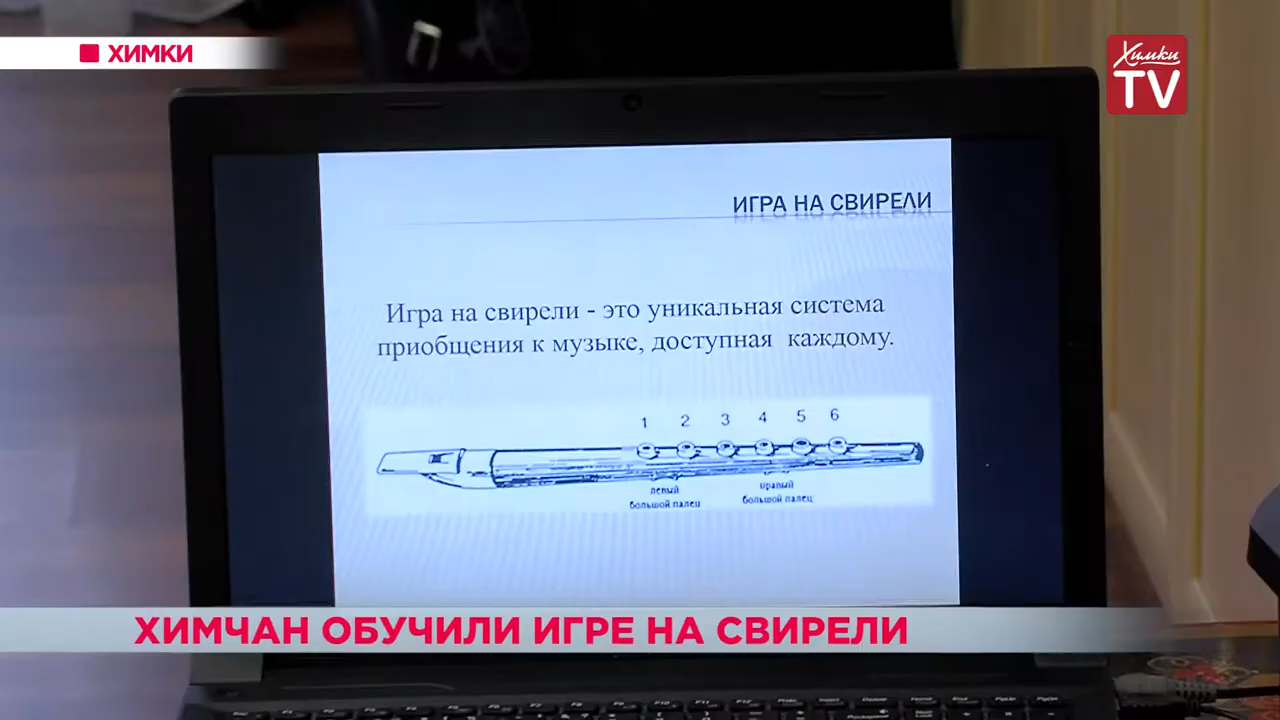 ХИМКИ
Химки
TV
ИГРА НА СВИРЕЛИ
Игра на свирели - это уникальная система
приобщения к музыке, доступная каждому.
1 2 3 4 5 6
левый
большой палец
правый
большой палец
ХИМЧАН ОБУЧИЛИ ИГРЕ НА СВИРЕЛИ